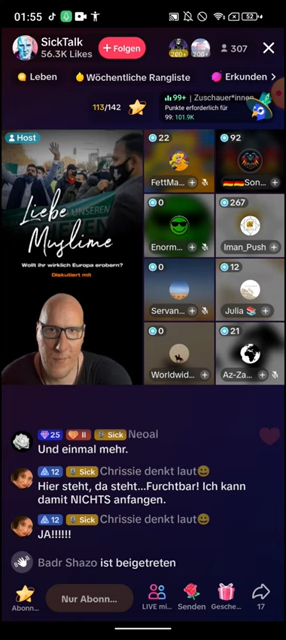 01:55
52
SickTalk
56.3K Likes
+ Folgen
200+
200+
307
Leben
Wöchentliche Rangliste
Erkunden >
113/142
99+ | Zuschauer*innen
Punkte erforderlich für
99: 101.9K
Host
Liebe
Muslime
Wollt ihr wirklich Europa erobern?
Diskutiert mit
22
FettMa...
92
Son...
0
Enorm...
267
Iman_Push
0
Servan...
12
Julia
0
Worldwid...
21
Az-Za...
25 II Sick Neoal
Und einmal mehr.
12 Sick Chrissie denkt laut😄
Hier steht, da steht...Furchtbar! Ich kann
damit NICHTS anfangen.
12 Sick Chrissie denkt laut😄
JA!!!!!!
Badr Shazo ist beigetreten
Abonn...
Nur Abonn...
LIVE mi...
Senden
Gesche...
17